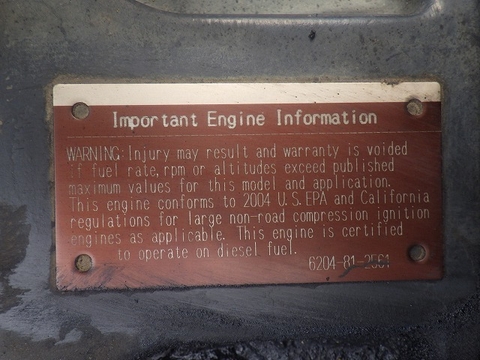 Important Engine Information
WARNING: Injury may result and warranty is voided
if fuel rate, rpm or altitudes exceed published
maximum values for this model and application.
This engine conforms to 2004 U.S. EPA and California
regulations for large non-road compression ignition
engines as applicable. This engine is certified
to operate on diesel fuel.
6204-81-2561